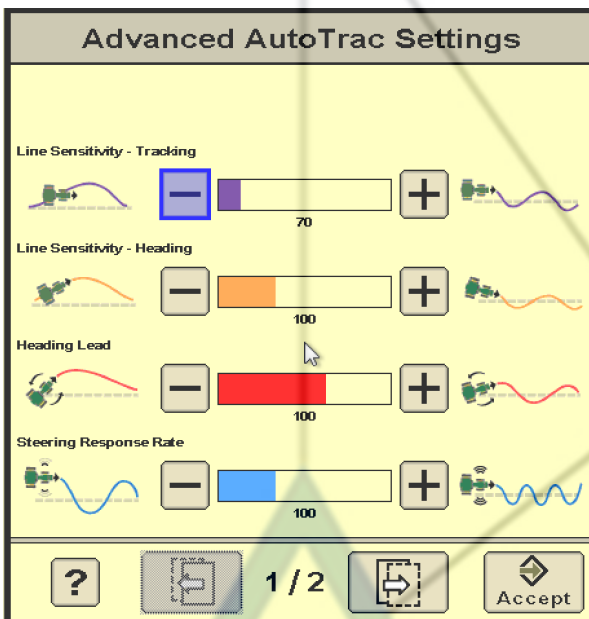 Advanced AutoTrac Settings
Line Sensitivity - Tracking
70
Line Sensitivity - Heading
100
Heading Lead
100
Steering Response Rate
100
? 1 / 2 Accept